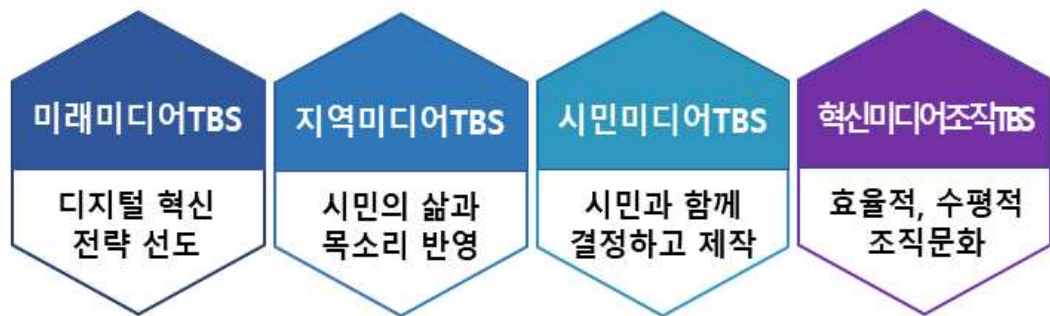 미래미디어TBS
디지털 혁신
전략 선도
지역미디어TBS
시민의 삶과
목소리 반영
시민미디어TBS
시민과 함께
결정하고 제작
혁신미디어조직TBS
효율적, 수평적
조직문화